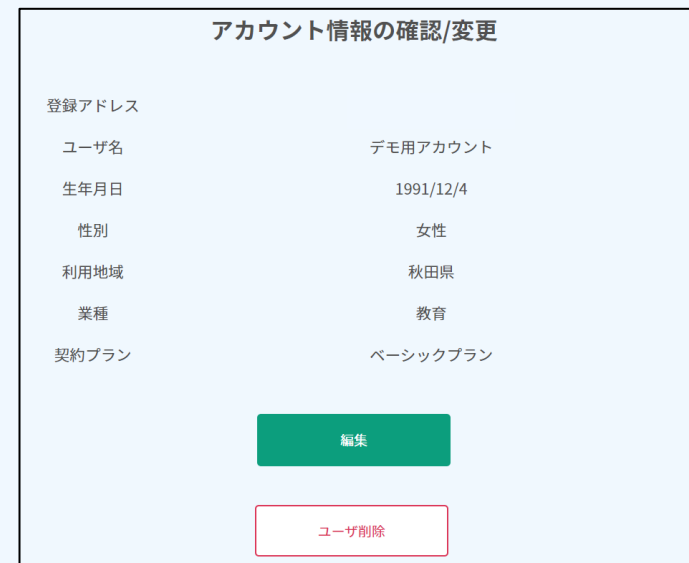 アカウント情報の確認/変更
登録アドレス
ユーザ名 デモ用アカウント
生年月日 1991/12/4
性別 女性
利用地域 秋田県
業種 教育
契約プラン ベーシックプラン
編集
ユーザ削除